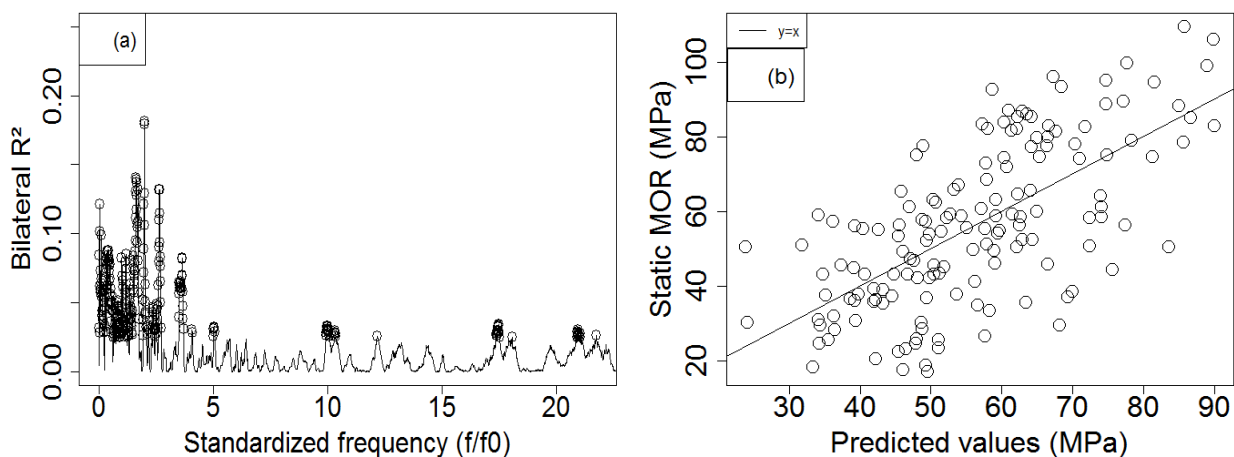 (a)
Bilateral R²
0.20
0.10
0.00
0 5 10 15 20
Standardized frequency (f/f0)
y=x
(b)
Static MOR (MPa)
100
80
60
40
20
30 40 50 60 70 80 90
Predicted values (MPa)